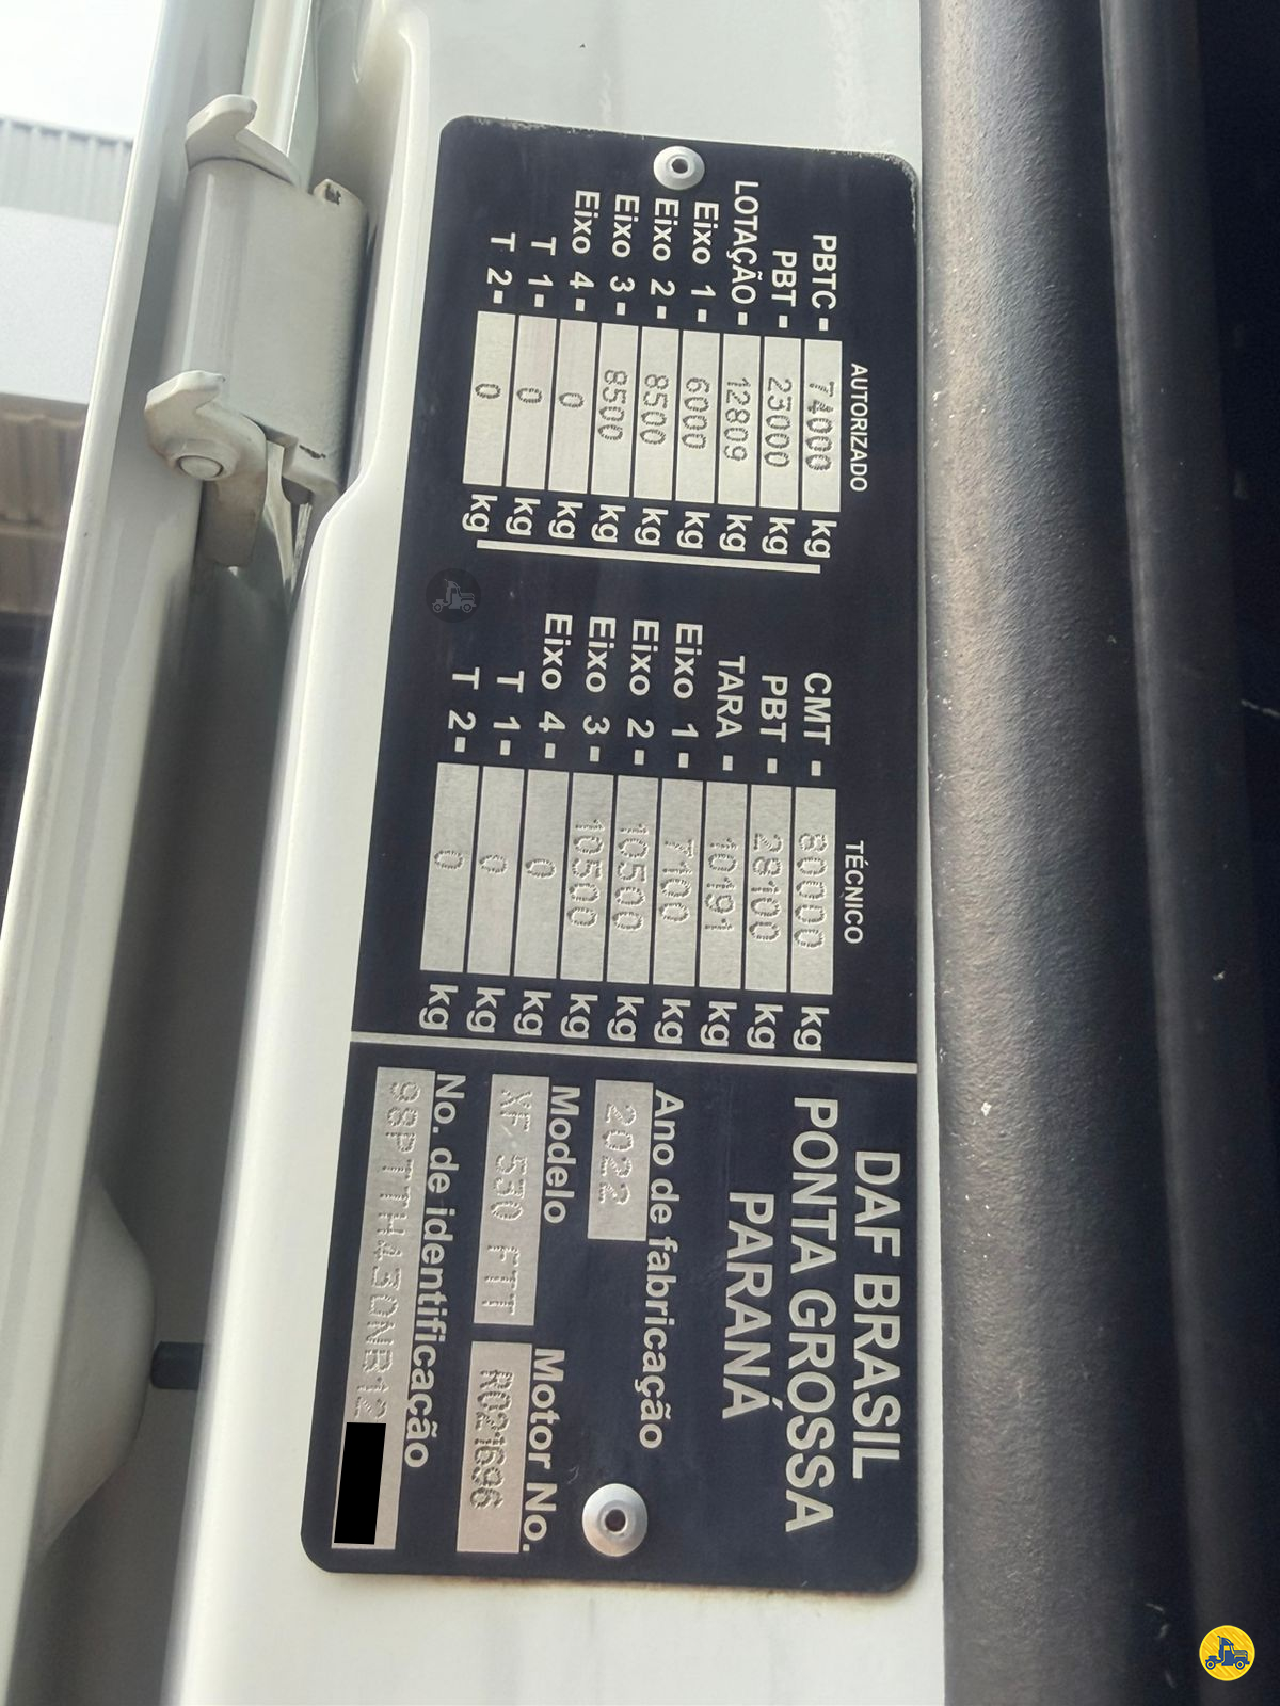 AUTORIZADO
PBTC - 74000 kg
PBT - 23000 kg
LOTAÇÃO - 12809 kg
Eixo 1 - 6000 kg
Eixo 2 - 8500 kg
Eixo 3 - 8500 kg
Eixo 4 - 0 kg
T 1 - 0 kg
T 2 - 0 kg
TÉCNICO
CMT - 80000 kg
PBT - 28100 kg
TARA - 10191 kg
Eixo 1 - 7100 kg
Eixo 2 - 10500 kg
Eixo 3 - 10500 kg
Eixo 4 - 0 kg
T 1 - 0 kg
T 2 - 0 kg
DAF BRASIL
PONTA GROSSA
PARANÁ
Ano de fabricação
2022
Modelo Motor No.
XF 530 FTT R021696
No. de identificação
98PTTH430NB12